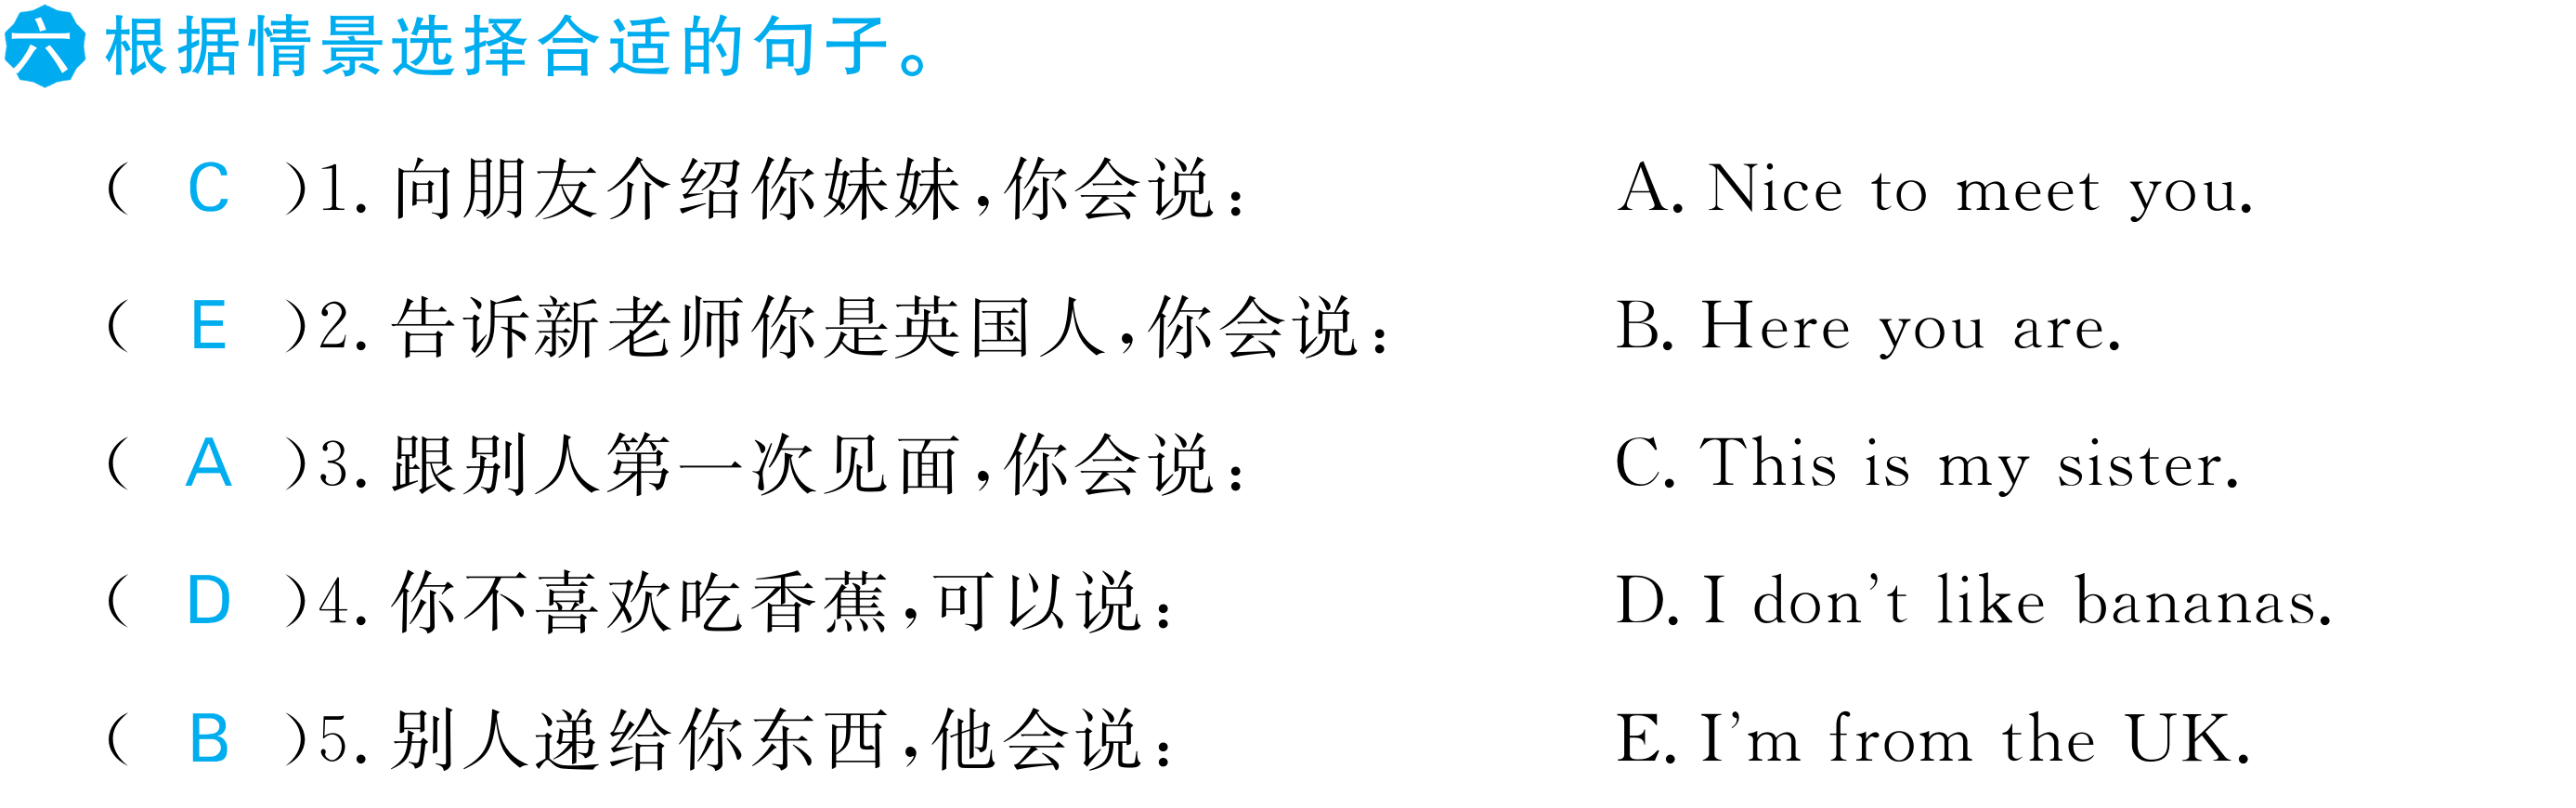 六 根据情景选择合适的句子。
( C )1. 向朋友介绍你妹妹,你会说: A. Nice to meet you.
( E )2. 告诉新老师你是英国人,你会说: B. Here you are.
( A )3. 跟别人第一次见面,你会说: C. This is my sister.
( D )4. 你不喜欢吃香蕉,可以说: D. I don't like bananas.
( B )5. 别人递给你东西,他会说: E. I'm from the UK.